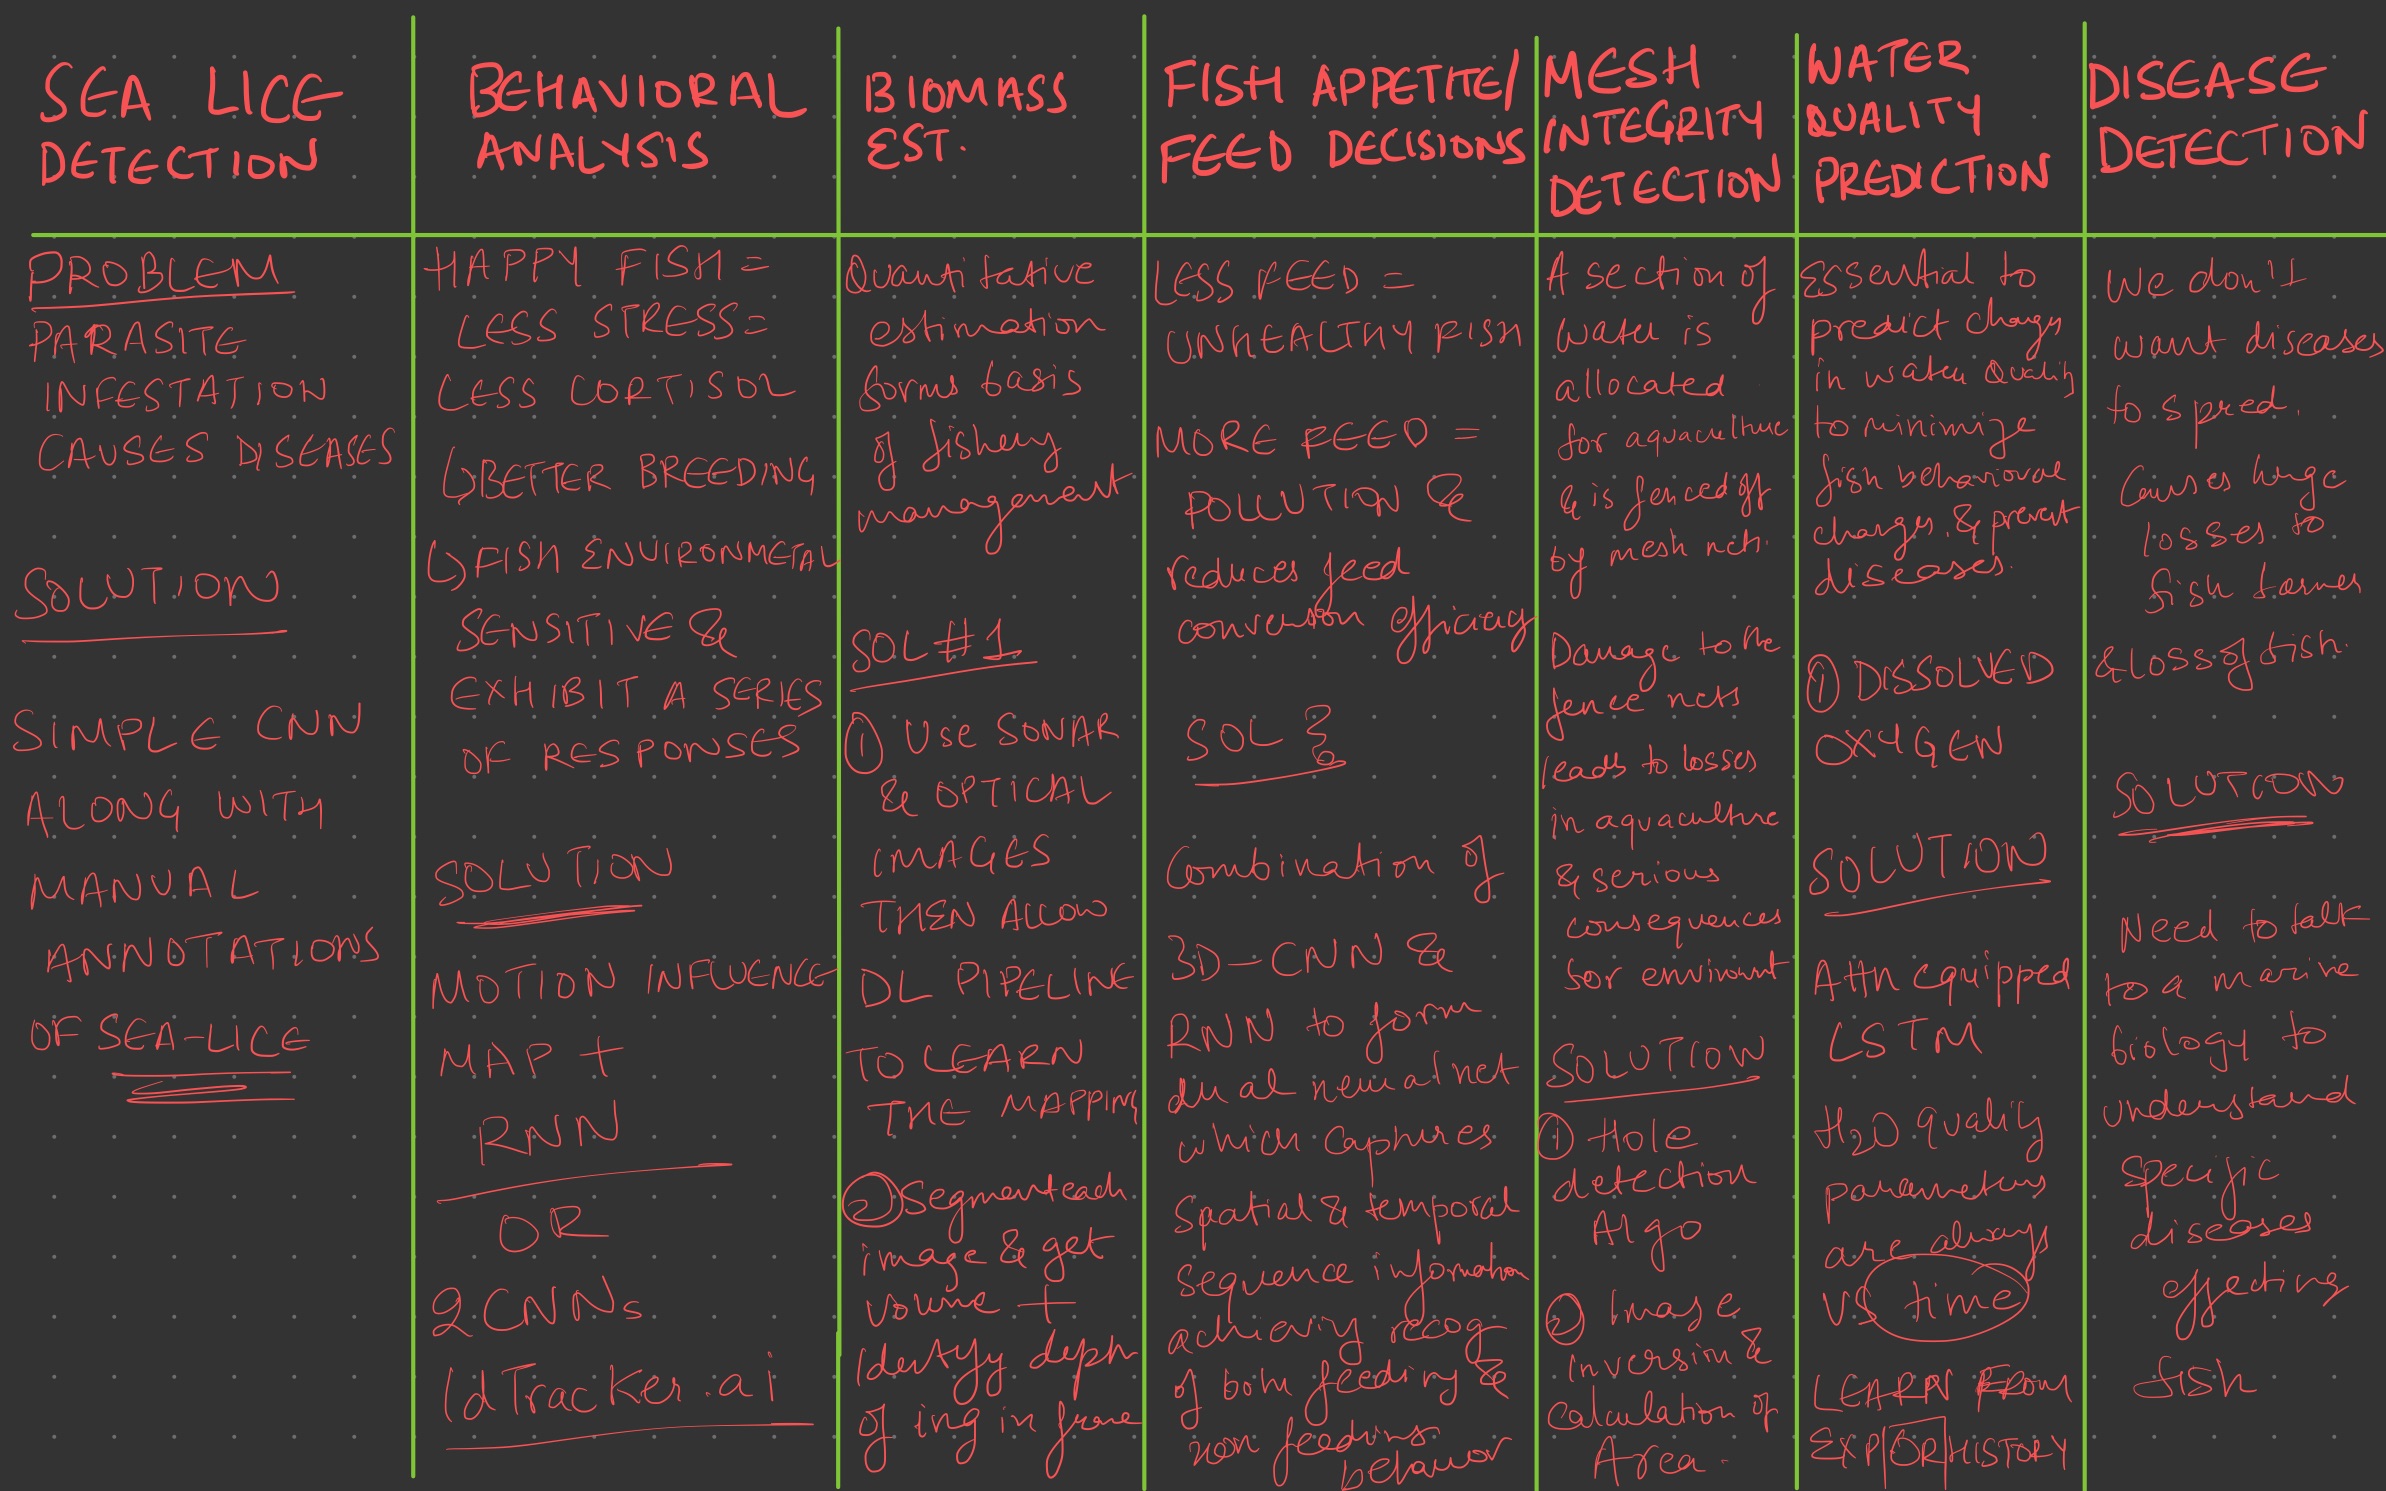 SEA LICE
DETECTION
PROBLEM
PARASITE
INFESTATION
CAUSES DISEASES
SOLUTION
SIMPLE CNN
ALONG WITH
MANUAL
ANNOTATIONS
OF SEA-LICE
BEHAVIORAL
ANALYSIS
HAPPY FISH =
LESS STRESS =
LESS CORTISOL
↳ BETTER BREEDING
↳ FISH ENVIRONMETAL
SENSITIVE &
EXHIBIT A SERIES
OF RESPONSES
SOLUTION
MOTION INFLUENCE
MAP +
RNN
OR
2 CNNs
IdTracker.ai
BIOMASS
EST.
Quantitative
estimation
forms basis
of fishery
management
SOL #1
① USE SONAR
& OPTICAL
IMAGES
THEN ALLOW
DL PIPELINE
TO LEARN
THE MAPPING
② Segment each
image & get
volume +
Identify depth
of in
FISH APPETITE/
FEED DECISIONS
LESS FEED =
UNHEALTHY FISH
MORE FEED =
POLLUTION &
reduces feed
conversion efficiency
SOL
Combination of
3D-CNN &
RNN to form
dual neural net
which captures
Spatial & temporal
sequence information
achieving recog
of both feeding &
non feeding
behavior
MESH
INTEGRITY
DETECTION
A section of
water is
allocated
for aquaculture
& is fenced off
by mesh nets.
Damage to the
fence nets
leads to losses
in aquaculture
& serious
consequences
for enviromnt
SOLUTION
① Hole
detection
Algo
② Image
inversion &
Calculation of
Area.
WATER
QUALITY
PREDICTION
Essential to
predict changes
in water quality
to minimize
fish behavioral
changes, & prevent
diseases.
① DISSOLVED
OXYGEN
SOLUTION
Attn equipped
LSTM
H2O quality
parameters
are always
VS time
LEARN FROM
EXP/OR/HISTORY
DISEASE
DETECTION
We don't
want diseases
to spred.
Causes huge
losses to
fish farmer
& loss of fish.
SOLUTION
Need to talk
to a marine
biology to
understand
specific
diseases
effecting
fish